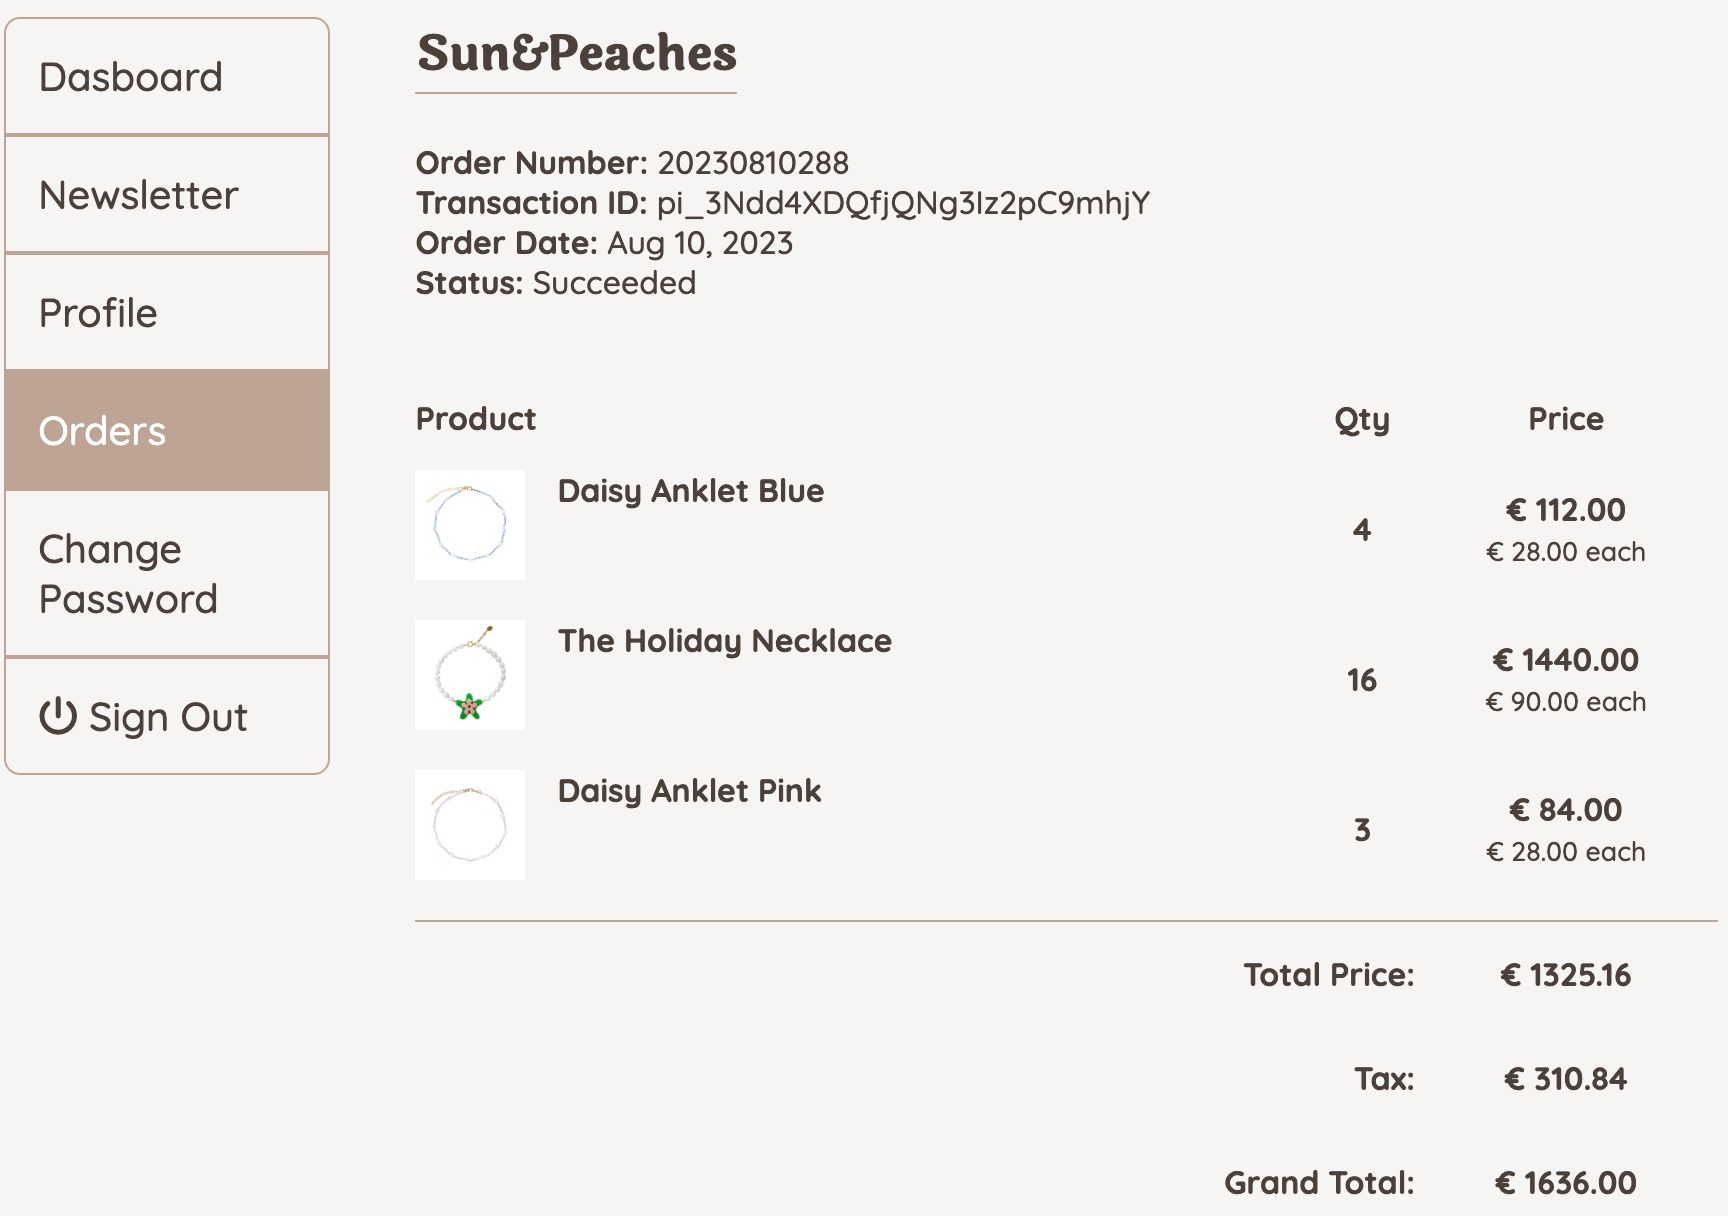 Dasboard
Newsletter
Profile
Orders
Change
Password
Sign Out
Sun&Peaches
Order Number: 20230810288
Transaction ID: pi_3Ndd4XDQfjQNg3Iz2pC9mhjY
Order Date: Aug 10, 2023
Status: Succeeded
Product Qty Price
Daisy Anklet Blue
4
€ 112.00
€ 28.00 each
The Holiday Necklace
16
€ 1440.00
€ 90.00 each
Daisy Anklet Pink
3
€ 84.00
€ 28.00 each
Total Price: € 1325.16
Tax: € 310.84
Grand Total: € 1636.00